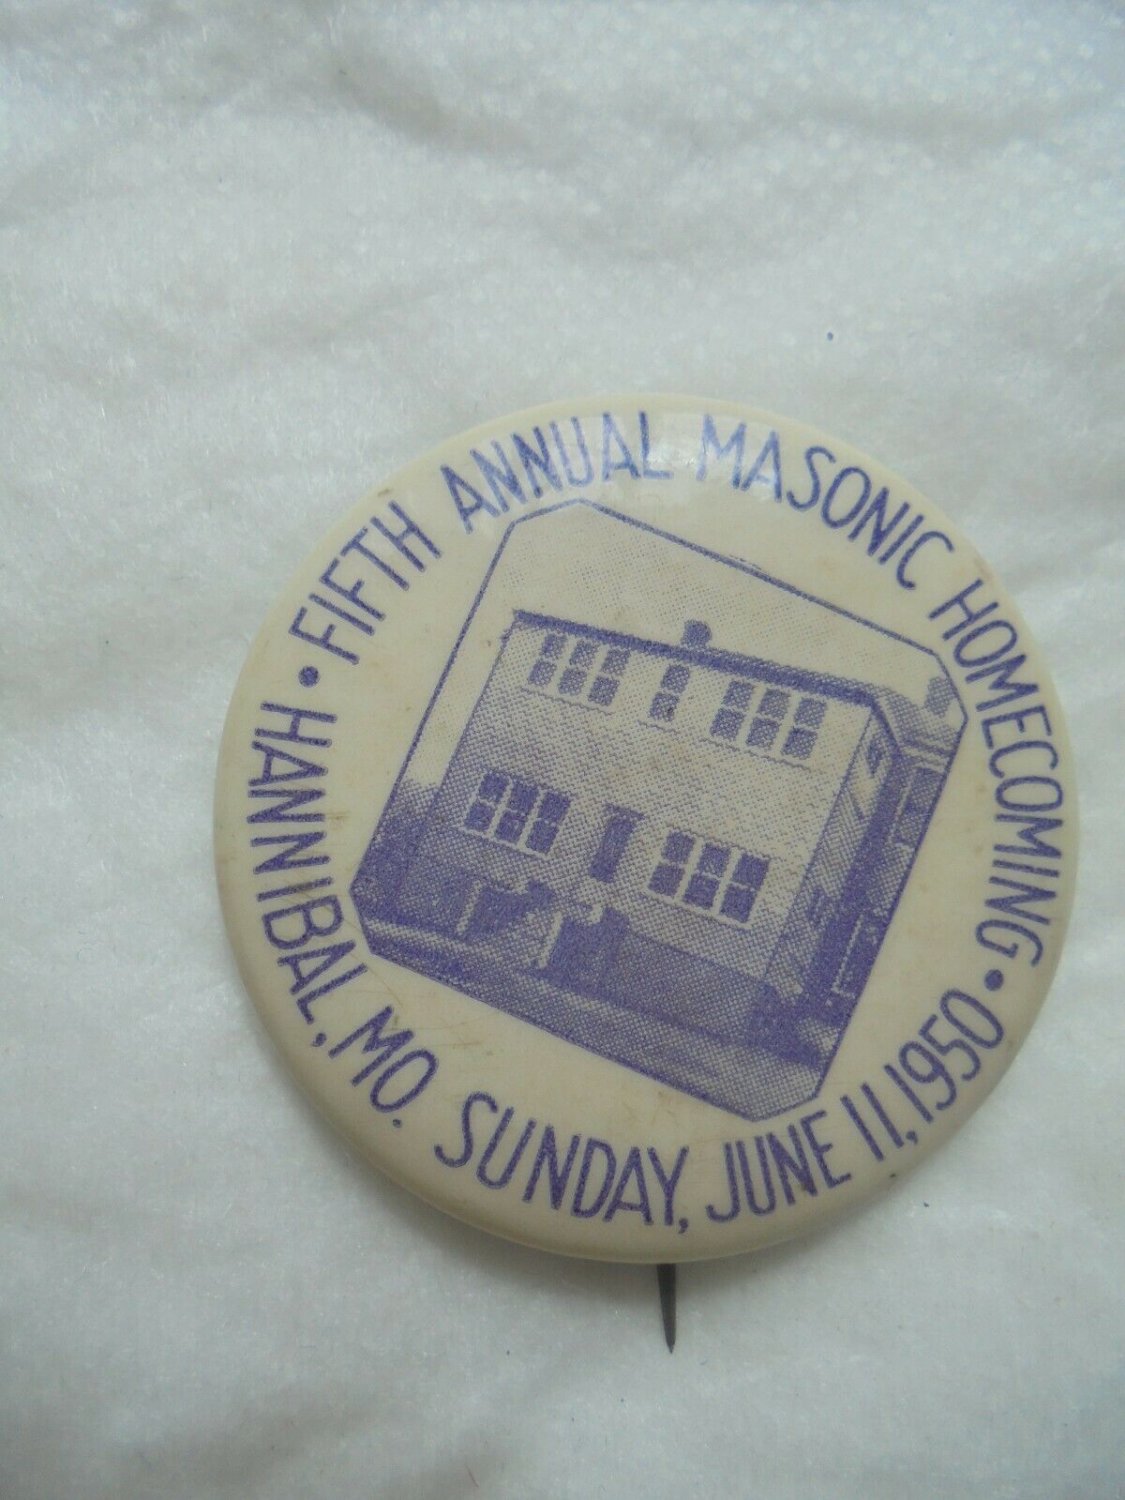 • FIFTH ANNUAL MASONIC HOMECOMING •
HANNIBAL, MO. SUNDAY, JUNE 11, 1950